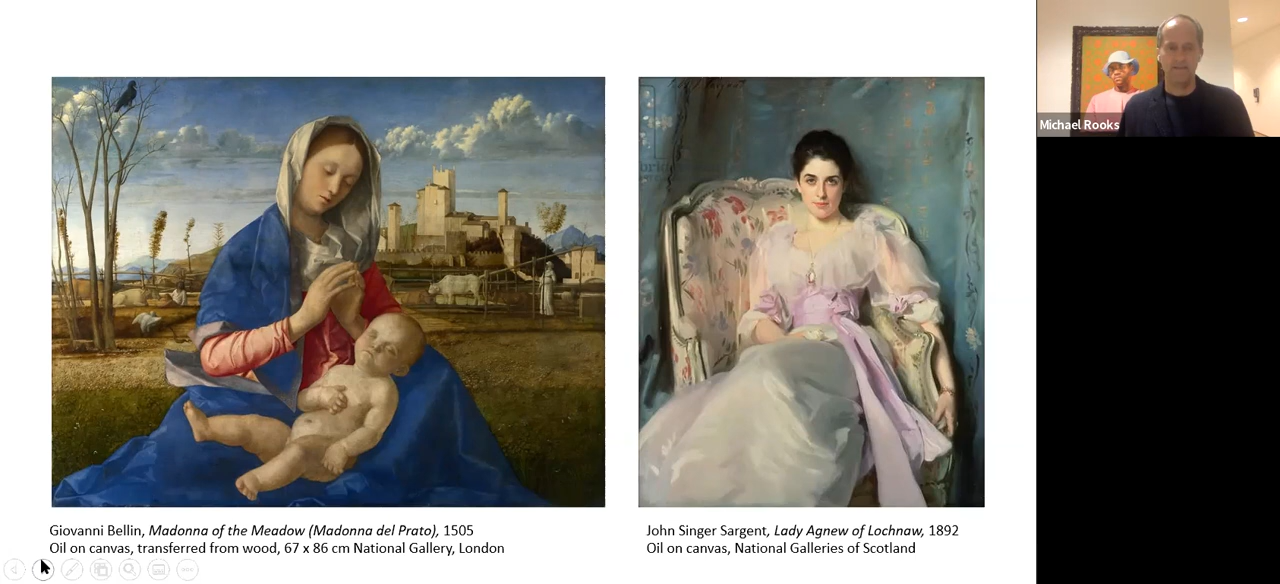 Giovanni Bellin, Madonna of the Meadow (Madonna del Prato), 1505
Oil on canvas, transferred from wood, 67 x 86 cm National Gallery, London
John Singer Sargent, Lady Agnew of Lochnaw, 1892
Oil on canvas, National Galleries of Scotland
Michael Rooks